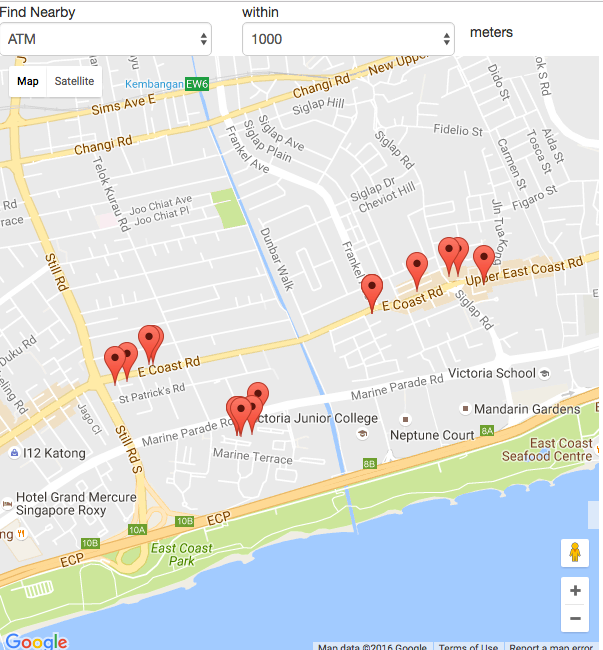 Find Nearby
within
ATM
1000
meters
Map
Satellite
Kembangan
EW6
New Upper
Changi Rd
Sims Ave E
Siglap Hill
Changi Rd
Siglap Ave
Siglap Plain
Frankel Ave
Siglap Rd
Fidelio St
Dido St
Carmen St
Tosca St
Aida St
Figaro St
Telok Kurau Rd
Joo Chiat Ave
Joo Chiat Pl
Siglap Dr
Cheviot Hill
Jln Tua Kong
Still Rd
Dunbar Walk
Frankel
Upper East Coast Rd
E Coast Rd
Siglap Rd
Duku Rd
E Coast Rd
St Patrick's Rd
Victoria School
Marine Parade Rd
Mandarin Gardens
Jago Cl
Marine Parade
ictoria Junior College
Neptune Court
8A
Still Rd S
I12 Katong
Marine Terrace
8B
East Coast
Seafood Centre
Hotel Grand Mercure
Singapore Roxy
10B
ECP
10A
10B
East Coast
Park
ECP
Google
Map data ©2016 Google
Terms of Use
Report a map error